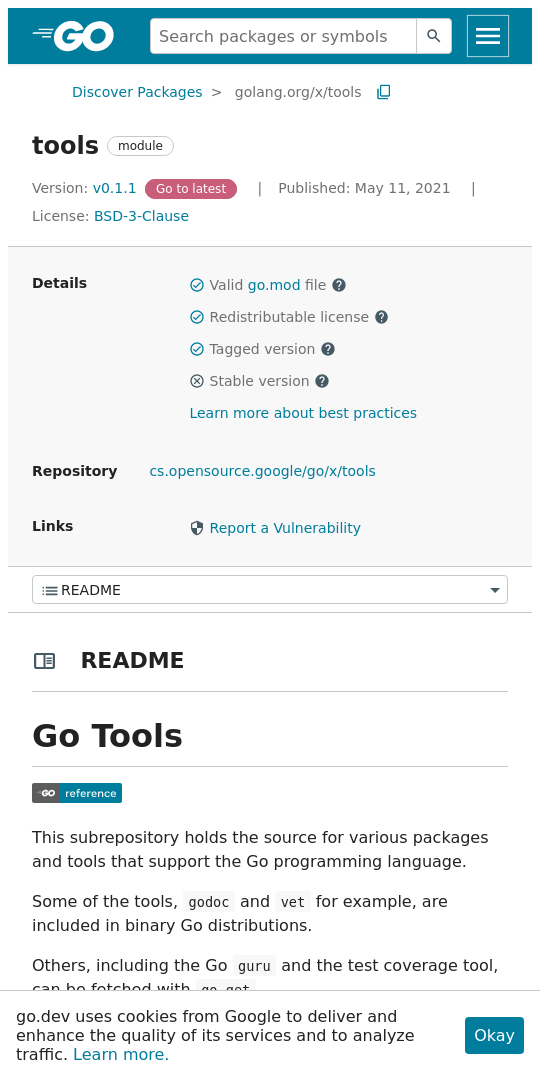 GO
Search packages or symbols
Discover Packages > golang.org/x/tools
tools module
Version: v0.1.1 Go to latest | Published: May 11, 2021 |
License: BSD-3-Clause
Details
Valid go.mod file
Redistributable license
Tagged version
Stable version
Learn more about best practices
Repository cs.opensource.google/go/x/tools
Links Report a Vulnerability
README
README
Go Tools
GO reference
This subrepository holds the source for various packages
and tools that support the Go programming language.
Some of the tools, godoc and vet for example, are
included in binary Go distributions.
Others, including the Go guru and the test coverage tool,
can be fetched with go get
go.dev uses cookies from Google to deliver and
enhance the quality of its services and to analyze
traffic. Learn more.
Okay